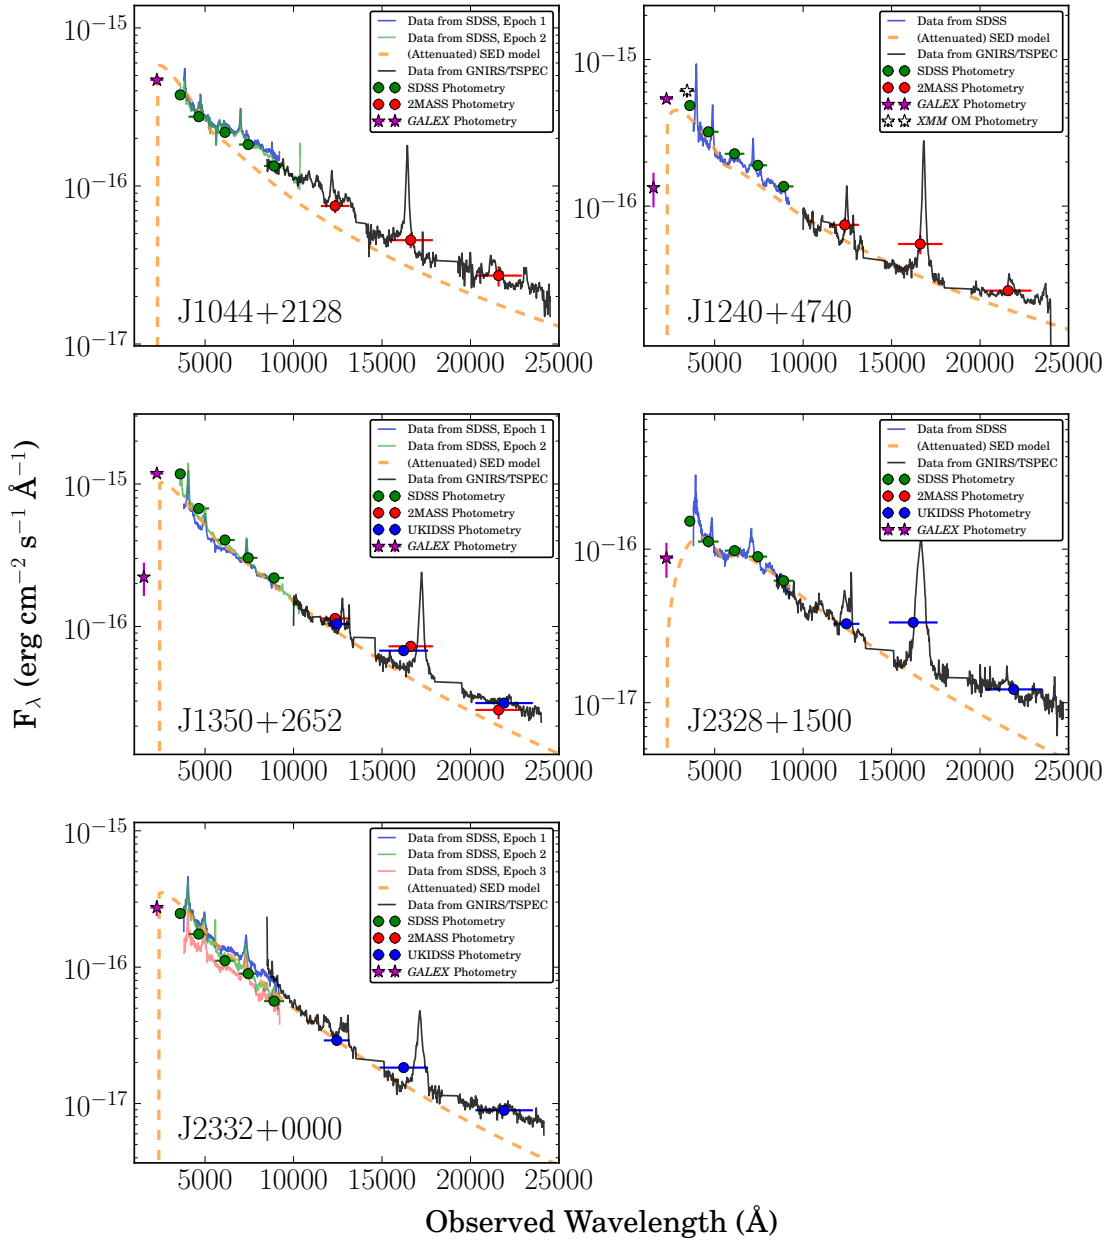 10⁻¹⁵
10⁻¹⁶
10⁻¹⁷
Data from SDSS, Epoch 1
Data from SDSS, Epoch 2
(Attenuated) SED model
Data from GNIRS/TSPEC
SDSS Photometry
2MASS Photometry
GALEX Photometry
J1044+2128
5000 10000 15000 20000 25000
10⁻¹⁵
10⁻¹⁶
Data from SDSS
(Attenuated) SED model
Data from GNIRS/TSPEC
SDSS Photometry
2MASS Photometry
GALEX Photometry
XMM OM Photometry
J1240+4740
5000 10000 15000 20000 25000
F_λ (erg cm⁻² s⁻¹ Å⁻¹)
10⁻¹⁵
10⁻¹⁶
Data from SDSS, Epoch 1
Data from SDSS, Epoch 2
(Attenuated) SED model
Data from GNIRS/TSPEC
SDSS Photometry
2MASS Photometry
UKIDSS Photometry
GALEX Photometry
J1350+2652
5000 10000 15000 20000 25000
10⁻¹⁶
10⁻¹⁷
Data from SDSS
(Attenuated) SED model
Data from GNIRS/TSPEC
SDSS Photometry
2MASS Photometry
UKIDSS Photometry
GALEX Photometry
J2328+1500
5000 10000 15000 20000 25000
10⁻¹⁵
10⁻¹⁶
10⁻¹⁷
Data from SDSS, Epoch 1
Data from SDSS, Epoch 2
Data from SDSS, Epoch 3
(Attenuated) SED model
Data from GNIRS/TSPEC
SDSS Photometry
2MASS Photometry
UKIDSS Photometry
GALEX Photometry
J2332+0000
5000 10000 15000 20000 25000
Observed Wavelength (Å)